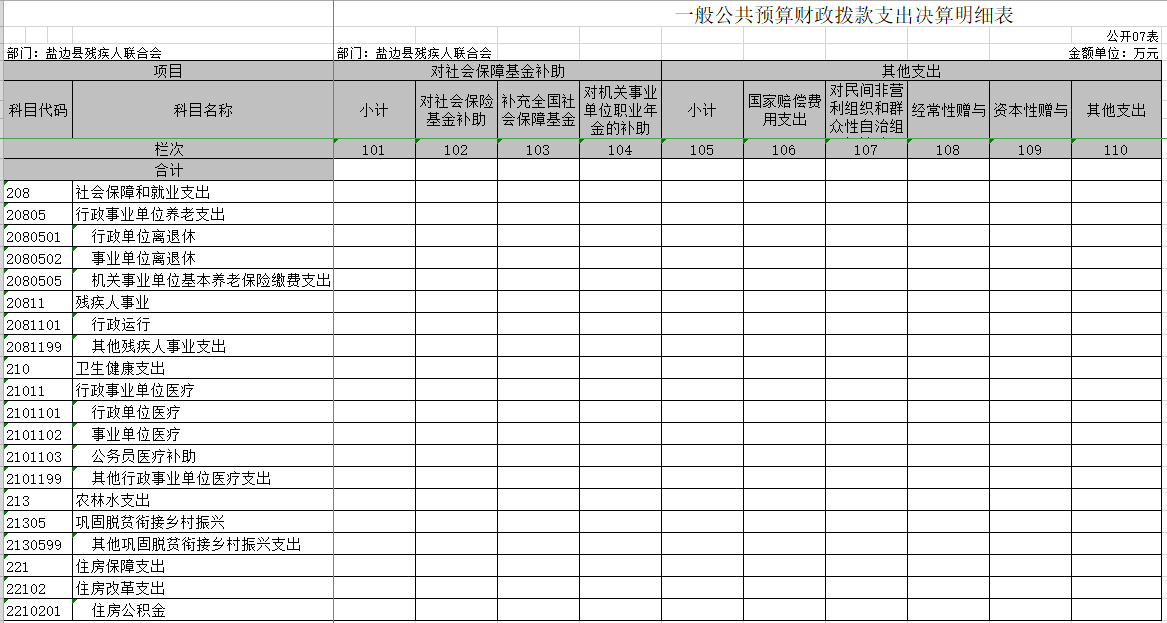 一般公共预算财政拨款支出决算明细表
公开07表
部门：盐边县残疾人联合会 部门：盐边县残疾人联合会 金额单位：万元
项目 对社会保障基金补助 其他支出
科目代码 科目名称 小计 对社会保险基金补助 补充全国社会保障基金 对机关事业单位职业年金的补助 小计 国家赔偿费用支出 对民间非营利组织和群众性自治组 经常性赠与 资本性赠与 其他支出
栏次 101 102 103 104 105 106 107 108 109 110
合计
208 社会保障和就业支出
20805 行政事业单位养老支出
2080501 行政单位离退休
2080502 事业单位离退休
2080505 机关事业单位基本养老保险缴费支出
20811 残疾人事业
2081101 行政运行
2081199 其他残疾人事业支出
210 卫生健康支出
21011 行政事业单位医疗
2101101 行政单位医疗
2101102 事业单位医疗
2101103 公务员医疗补助
2101199 其他行政事业单位医疗支出
213 农林水支出
21305 巩固脱贫衔接乡村振兴
2130599 其他巩固脱贫衔接乡村振兴支出
221 住房保障支出
22102 住房改革支出
2210201 住房公积金